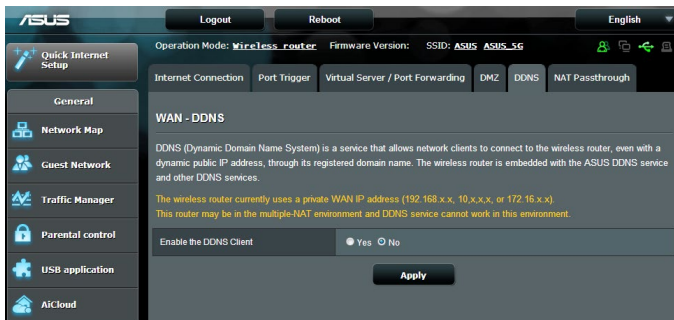 ASUS
Logout
Reboot
English
Quick Internet
Setup
Operation Mode: Wireless router Firmware Version: SSID: ASUS ASUS_5G
Internet Connection
Port Trigger
Virtual Server / Port Forwarding
DMZ
DDNS
NAT Passthrough
General
Network Map
Guest Network
Traffic Manager
Parental control
USB application
AiCloud
WAN - DDNS
DDNS (Dynamic Domain Name System) is a service that allows network clients to connect to the wireless router, even with a
dynamic public IP address, through its registered domain name. The wireless router is embedded with the ASUS DDNS service
and other DDNS services.
The wireless router currently uses a private WAN IP address (192.168.x.x, 10,x,x,x, or 172.16.x.x).
This router may be in the multiple-NAT environment and DDNS service cannot work in this environment.
Enable the DDNS Client
Yes No
Apply